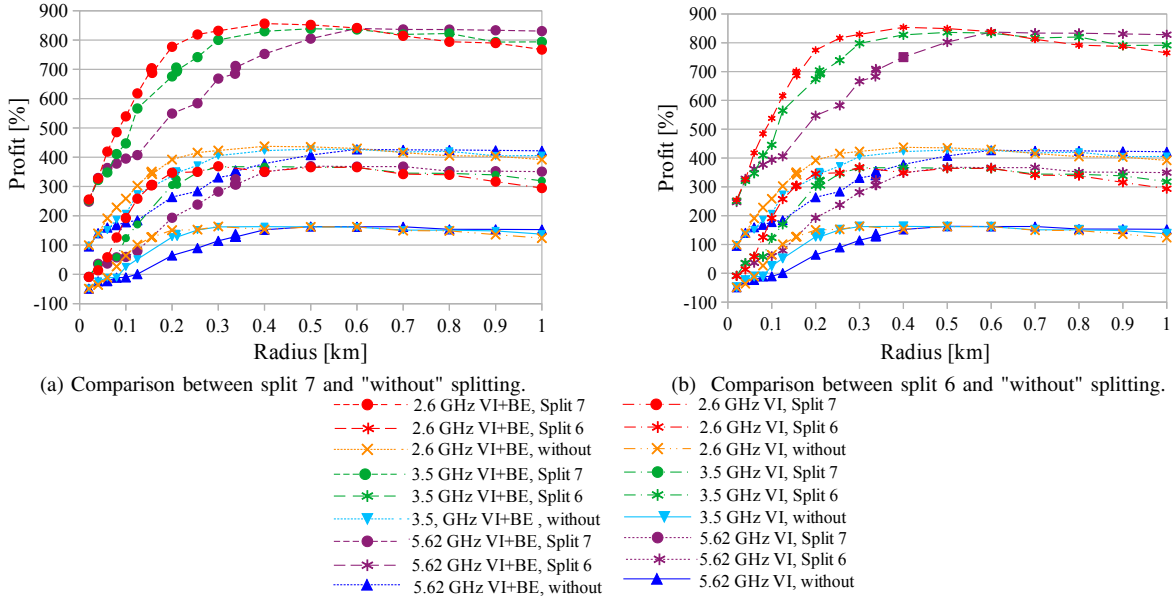 900
800
700
600
500
400
300
200
100
0
-100
Profit [%]
0 0.1 0.2 0.3 0.4 0.5 0.6 0.7 0.8 0.9 1
Radius [km]
(a) Comparison between split 7 and "without" splitting.
900
800
700
600
500
400
300
200
100
0
-100
Profit [%]
0 0.1 0.2 0.3 0.4 0.5 0.6 0.7 0.8 0.9 1
Radius [km]
(b) Comparison between split 6 and "without" splitting.
2.6 GHz VI+BE, Split 7
2.6 GHz VI+BE, Split 6
2.6 GHz VI+BE, without
3.5 GHz VI+BE, Split 7
3.5 GHz VI+BE, Split 6
3.5, GHz VI+BE , without
5.62 GHz VI+BE, Split 7
5.62 GHz VI+BE, Split 6
5.62 GHz VI+BE, without
2.6 GHz VI, Split 7
2.6 GHz VI, Split 6
2.6 GHz VI, without
3.5 GHz VI, Split 7
3.5 GHz VI, Split 6
3.5 GHz VI, without
5.62 GHz VI, Split 7
5.62 GHz VI, Split 6
5.62 GHz VI, without